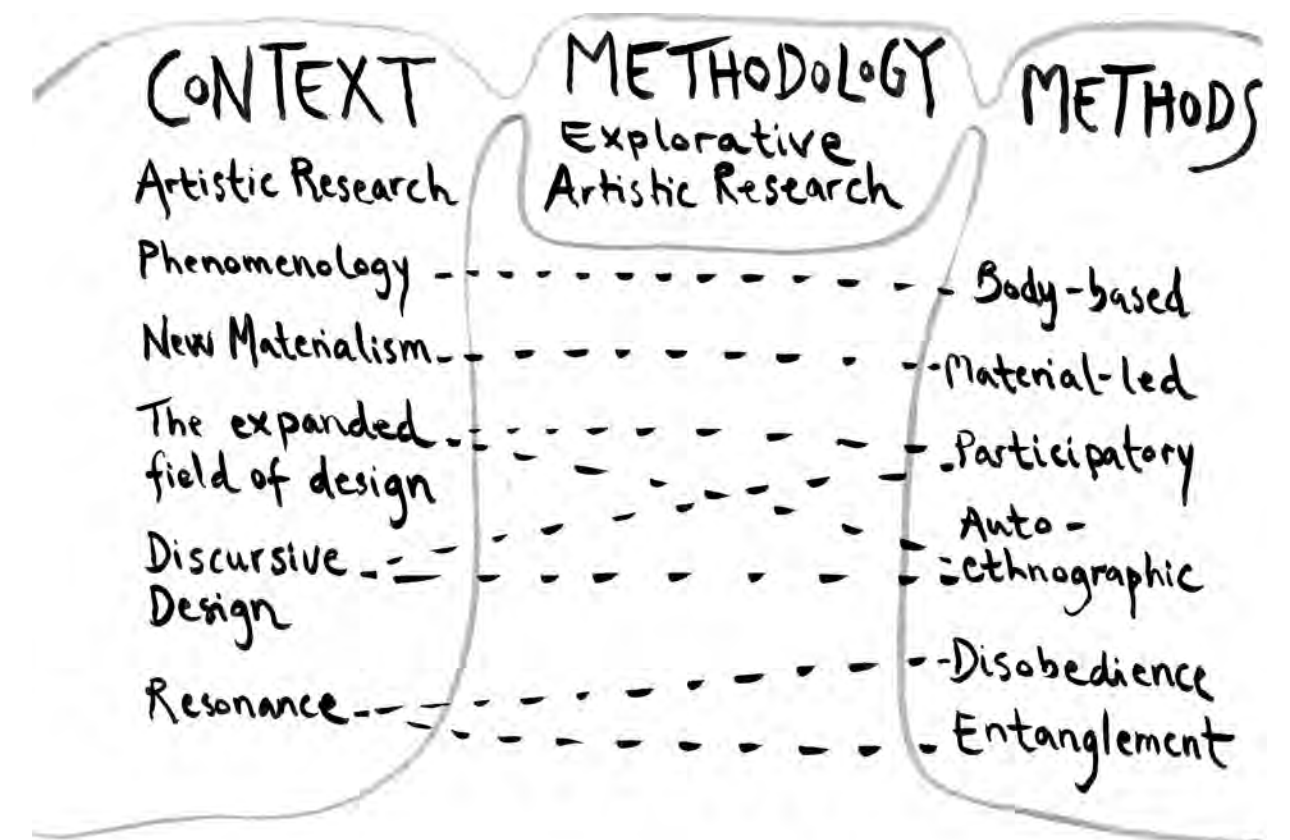 CONTEXT
Artistic Research
Phenomenology
New Materialism
The expanded
field of design
Discursive
Design
Resonance
METHODOLOGY
Explorative
Artistic Research
METHODS
Body-based
Material-led
Participatory
Auto-
ethnographic
Disobedience
Entanglement